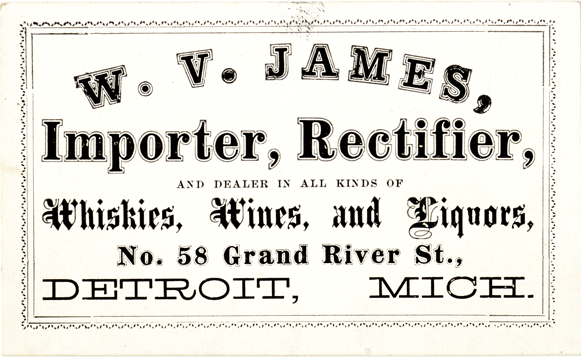 W. V. JAMES,
Importer, Rectifier,
AND DEALER IN ALL KINDS OF
Whiskies, Wines, and Liquors,
No. 58 Grand River St.,
DETROIT, MICH.